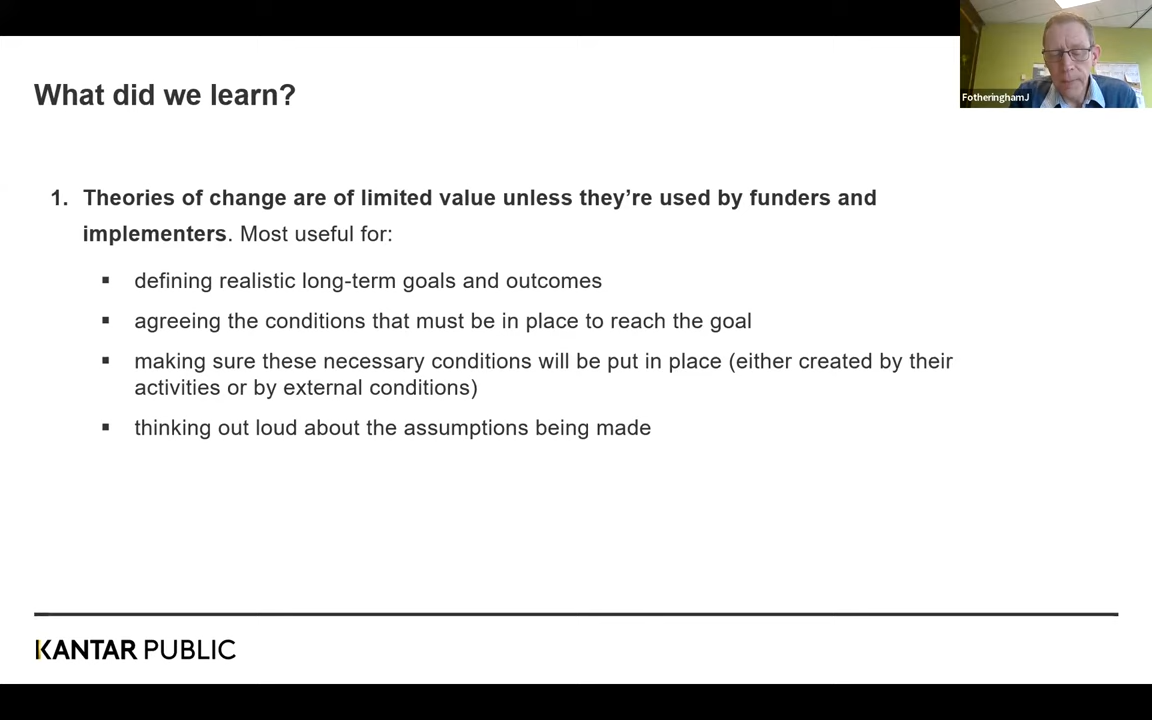 FotheringhamJ
What did we learn?
1. Theories of change are of limited value unless they’re used by funders and
implementers. Most useful for:
▪ defining realistic long-term goals and outcomes
▪ agreeing the conditions that must be in place to reach the goal
▪ making sure these necessary conditions will be put in place (either created by their
activities or by external conditions)
▪ thinking out loud about the assumptions being made
KANTAR PUBLIC